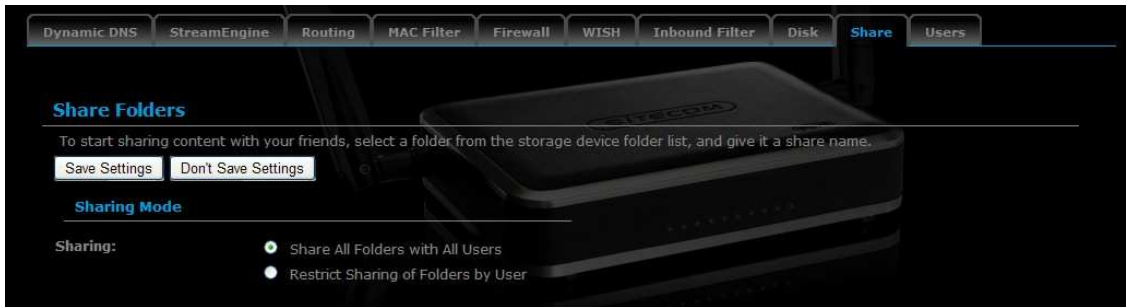 Dynamic DNS StreamEngine Routing MAC Filter Firewall WISH Inbound Filter Disk Share Users
SITECOM
Share Folders
To start sharing content with your friends, select a folder from the storage device folder list, and give it a share name.
Save Settings Don't Save Settings
Sharing Mode
Sharing: Share All Folders with All Users
Restrict Sharing of Folders by User